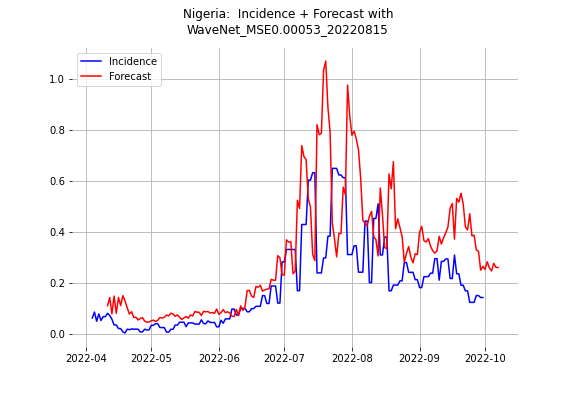 Nigeria:  Incidence + Forecast with
WaveNet_MSE0.00053_20220815
Incidence
Forecast
1.0
0.8
0.6
0.4
0.2
0.0
2022-04 2022-05 2022-06 2022-07 2022-08 2022-09 2022-10